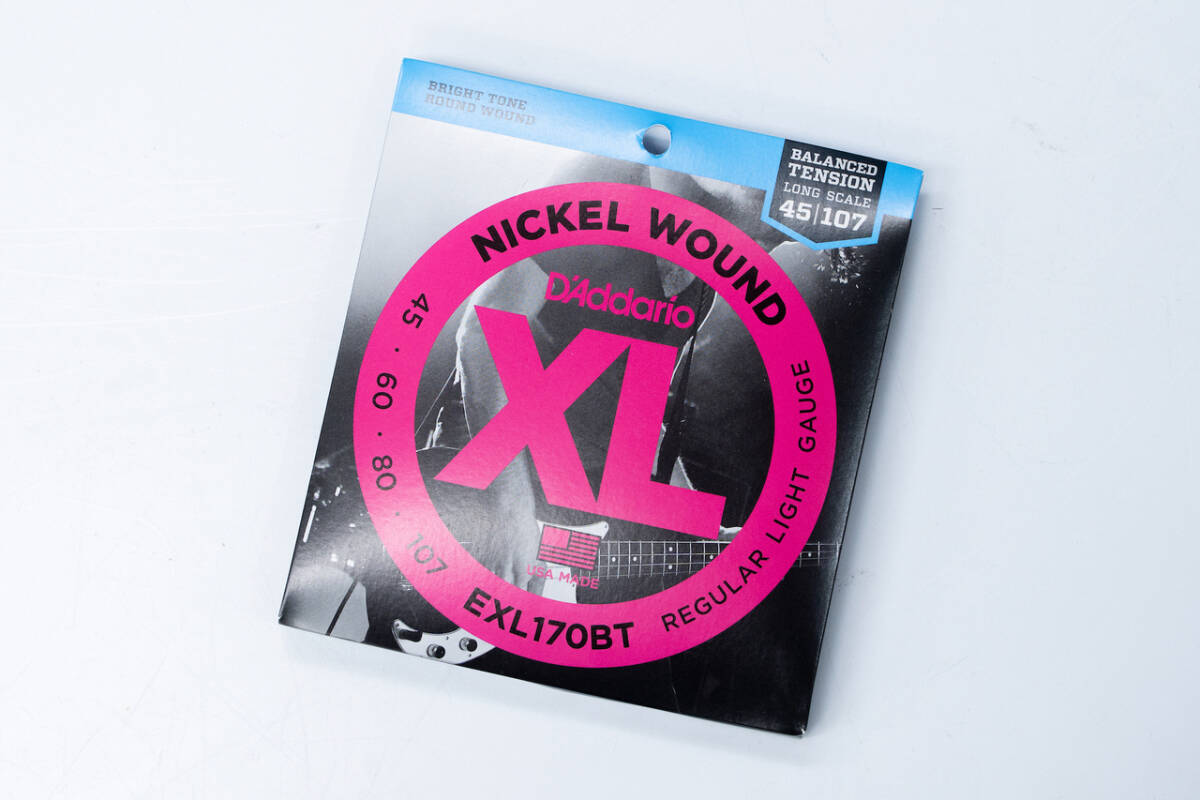 BRIGHT TONE
ROUND WOUND
BALANCED
TENSION
LONG SCALE
45|107
NICKEL WOUND
D'Addario
XL
45 · 60 · 80 · 107
USA MADE
EXL170BT
REGULAR LIGHT GAUGE